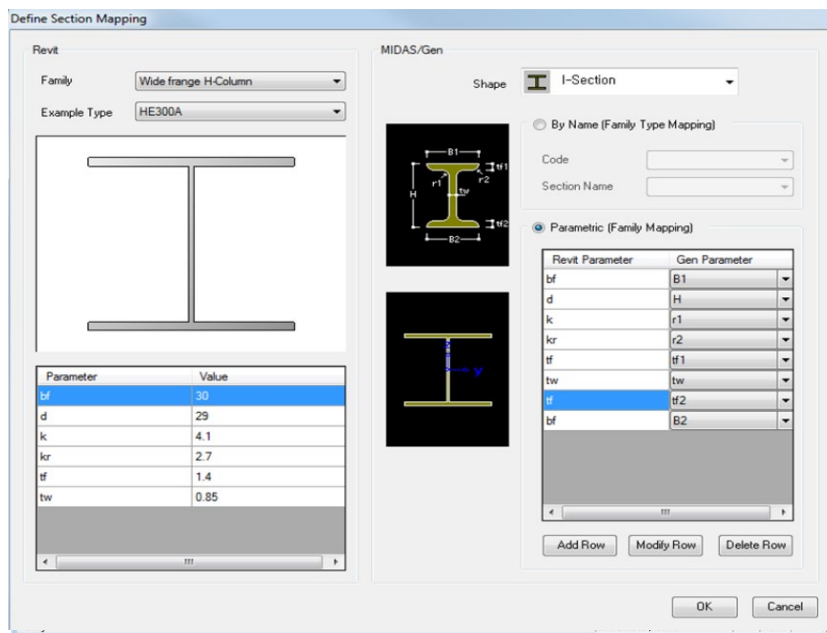 Define Section Mapping
Revit
Family Wide frange H-Column
Example Type HE300A
Parameter Value
bf 30
d 29
k 4.1
kr 2.7
tf 1.4
tw 0.85
MIDAS/Gen
Shape I-Section
B1
tf1
r1 r2
H tw
tf2
B2
y
By Name (Family Type Mapping)
Code
Section Name
Parametric (Family Mapping)
Revit Parameter Gen Parameter
bf B1
d H
k r1
kr r2
tf tf1
tw tw
tf tf2
bf B2
Add Row Modify Row Delete Row
OK Cancel